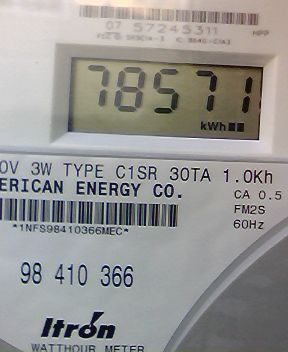 07 57245311
HPP
78571
kWh
0V 3W TYPE C1SR 30TA 1.0Kh
ERICAN ENERGY CO.
CA 0.5
FM2S
*1NFS98410366MEC*
60Hz
98 410 366
Itron
WATTHOUR METER